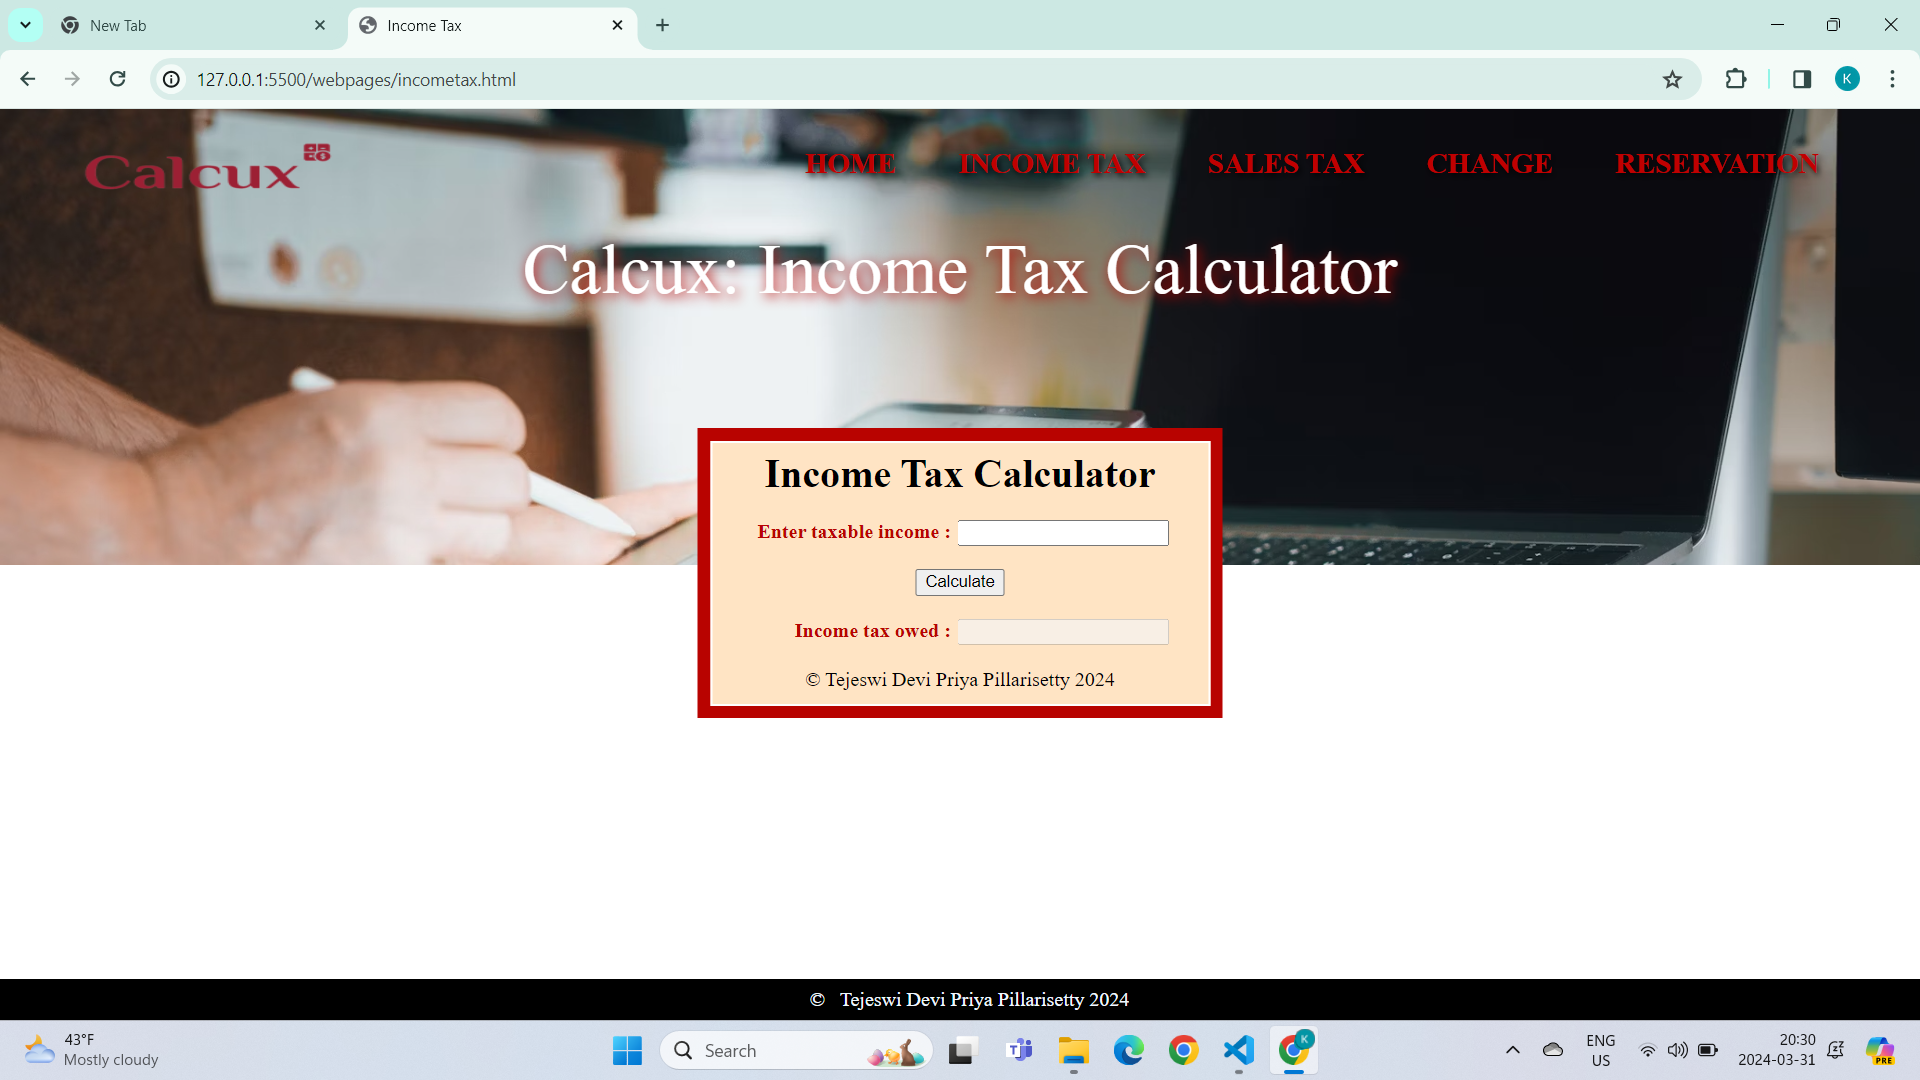 New Tab
Income Tax
127.0.0.1:5500/webpages/incometax.html
K
Calcux
HOME INCOME TAX SALES TAX CHANGE RESERVATION
Calcux: Income Tax Calculator
Income Tax Calculator
Enter taxable income :
Calculate
Income tax owed :
© Tejeswi Devi Priya Pillarisetty 2024
© Tejeswi Devi Priya Pillarisetty 2024
43°F
Mostly cloudy
Search
K
ENG
US
20:30
2024-03-31
PRE